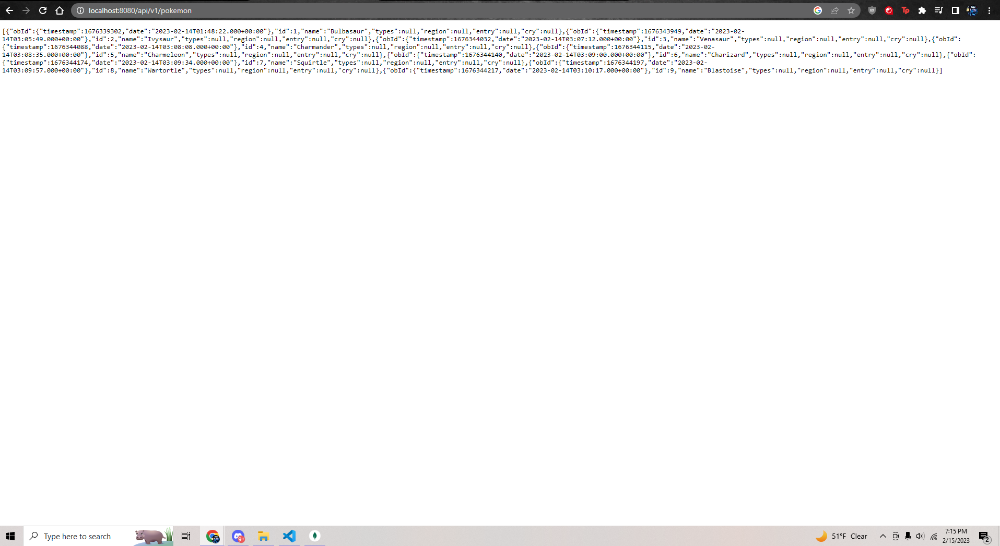 localhost:8080/api/v1/pokemon
Tp
[{"obId":{"timestamp":1676339302,"date":"2023-02-14T01:48:22.000+00:00"},"id":1,"name":"Bulbasaur","types":null,"region":null,"entry":null,"cry":null},{"obId":{"timestamp":1676343949,"date":"2023-02-
14T03:05:49.000+00:00"},"id":2,"name":"Ivysaur","types":null,"region":null,"entry":null,"cry":null},{"obId":{"timestamp":1676344032,"date":"2023-02-14T03:07:12.000+00:00"},"id":3,"name":"Venasaur","types":null,"region":null,"entry":null,"cry":null},{"obId":
{"timestamp":1676344088,"date":"2023-02-14T03:08:08.000+00:00"},"id":4,"name":"Charmander","types":null,"region":null,"entry":null,"cry":null},{"obId":{"timestamp":1676344115,"date":"2023-02-
14T03:08:35.000+00:00"},"id":5,"name":"Charmeleon","types":null,"region":null,"entry":null,"cry":null},{"obId":{"timestamp":1676344140,"date":"2023-02-14T03:09:00.000+00:00"},"id":6,"name":"Charizard","types":null,"region":null,"entry":null,"cry":null},{"obId":
{"timestamp":1676344174,"date":"2023-02-14T03:09:34.000+00:00"},"id":7,"name":"Squirtle","types":null,"region":null,"entry":null,"cry":null},{"obId":{"timestamp":1676344197,"date":"2023-02-
14T03:09:57.000+00:00"},"id":8,"name":"Wartortle","types":null,"region":null,"entry":null,"cry":null},{"obId":{"timestamp":1676344217,"date":"2023-02-14T03:10:17.000+00:00"},"id":9,"name":"Blastoise","types":null,"region":null,"entry":null,"cry":null}]
Type here to search
9+
51°F Clear
7:15 PM
2/15/2023
2